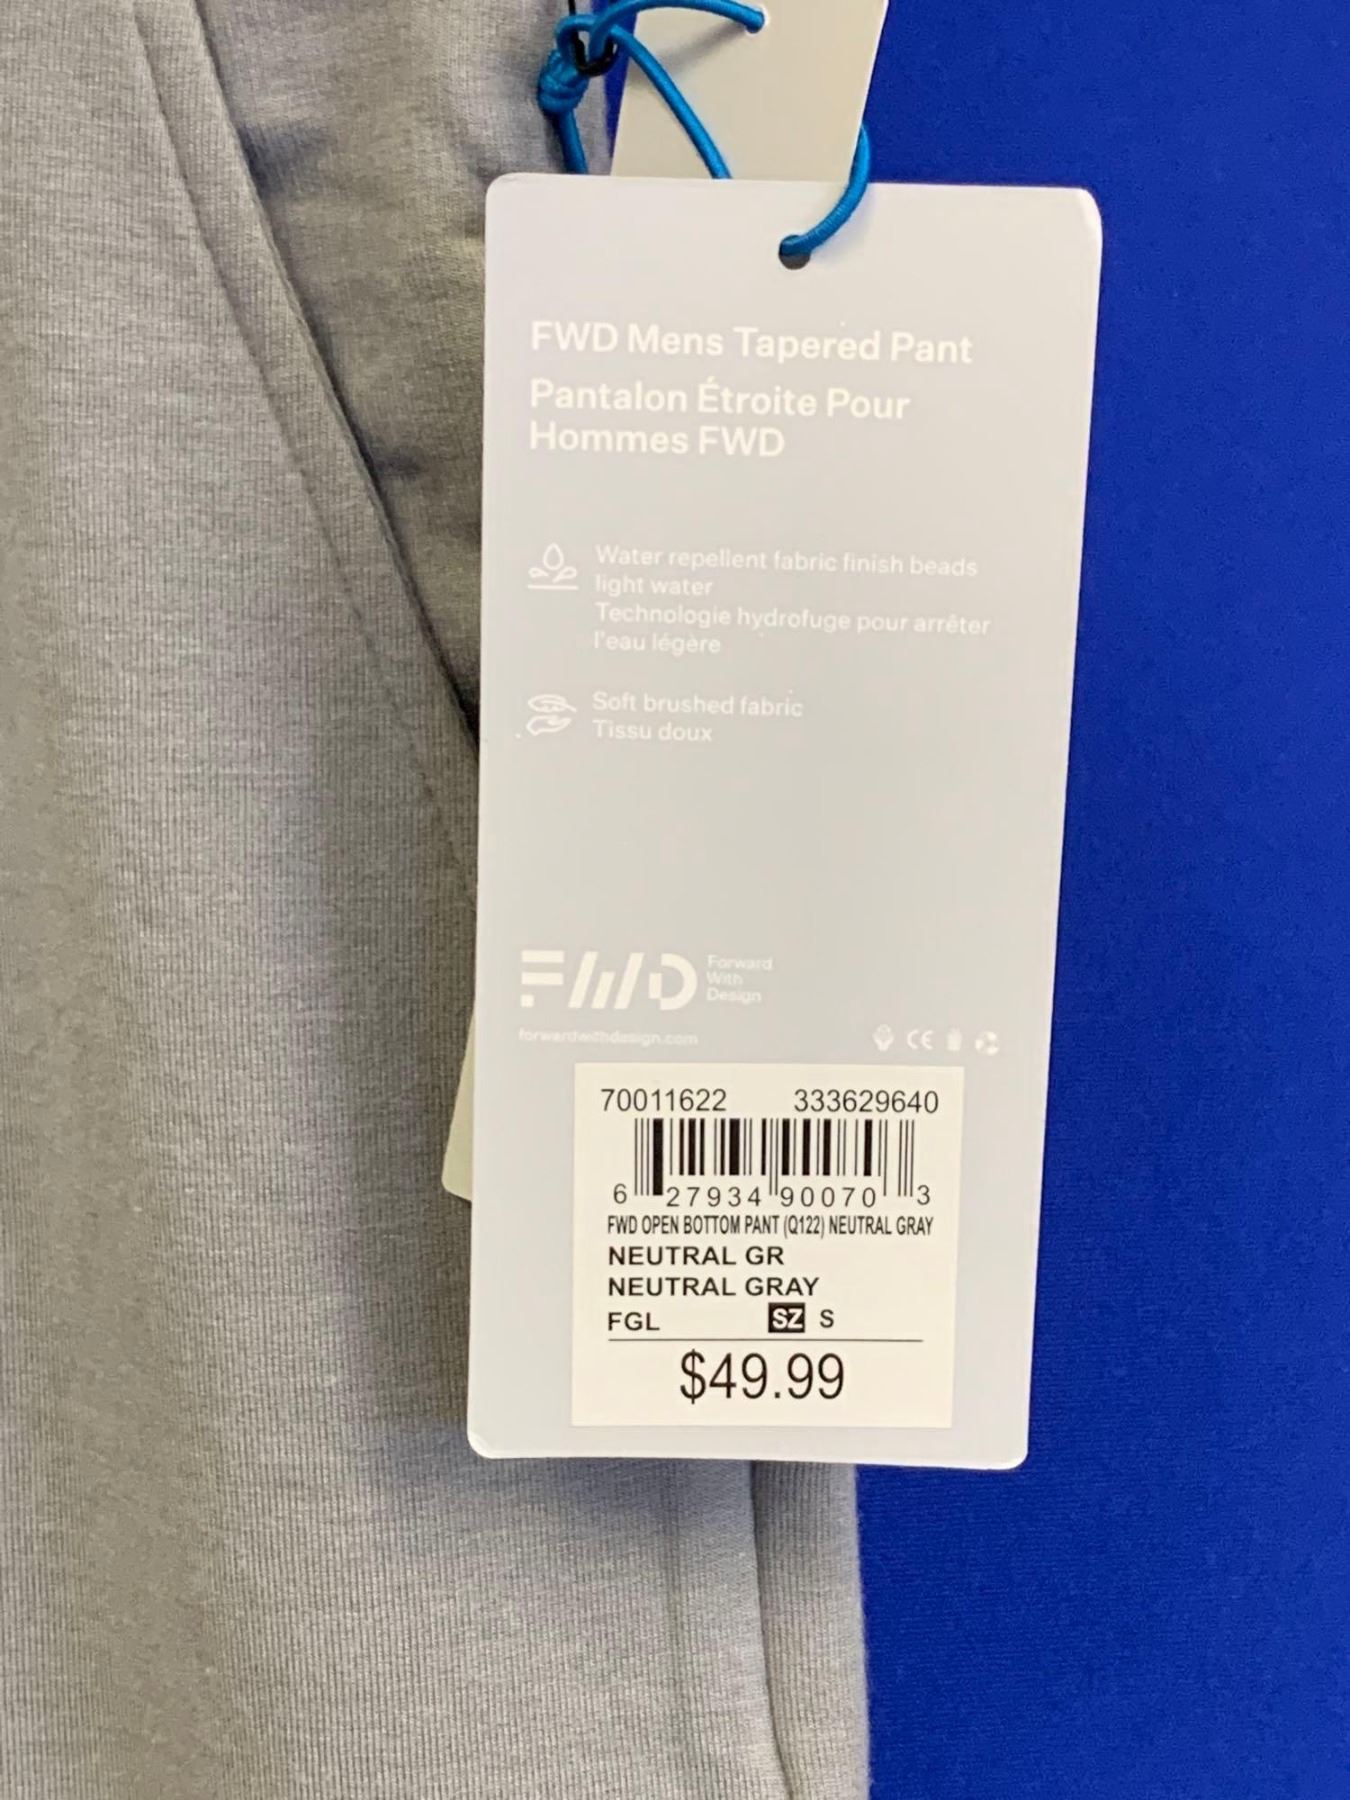 FWD Mens Tapered Pant
Pantalon Étroite Pour
Hommes FWD
Water repellent fabric finish beads
light water
Technologie hydrofuge pour arrêter
l'eau légère
Soft brushed fabric
Tissu doux
FWD Forward
With
Design
forwardwithdesign.com
CE
70011622 333629640
6 27934 90070 3
FWD OPEN BOTTOM PANT (Q122) NEUTRAL GRAY
NEUTRAL GR
NEUTRAL GRAY
FGL SZ S
$49.99